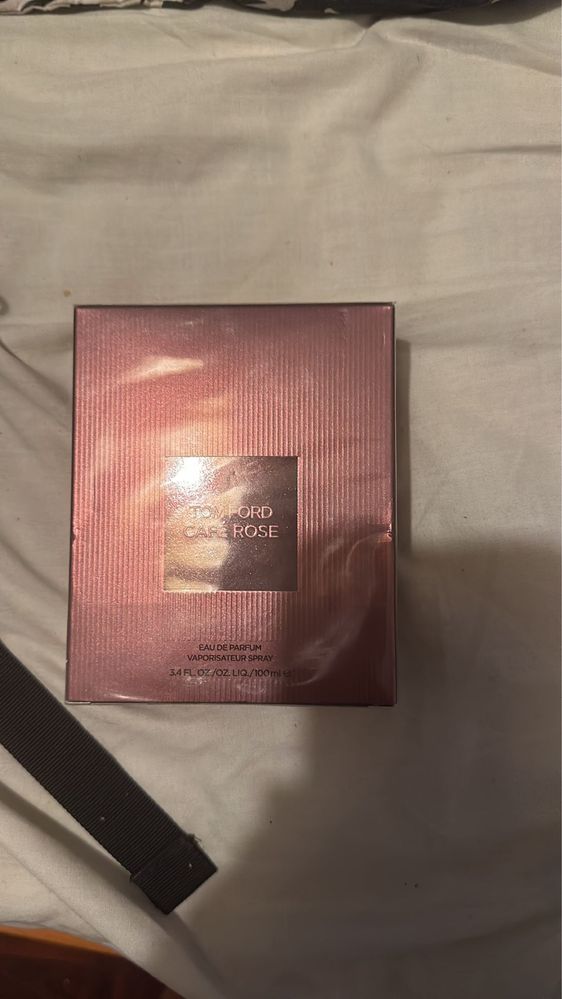 TOM FORD
CAFÉ ROSE
EAU DE PARFUM
VAPORISATEUR SPRAY
3.4 FL. OZ./OZ. LIQ./100 ml ℮